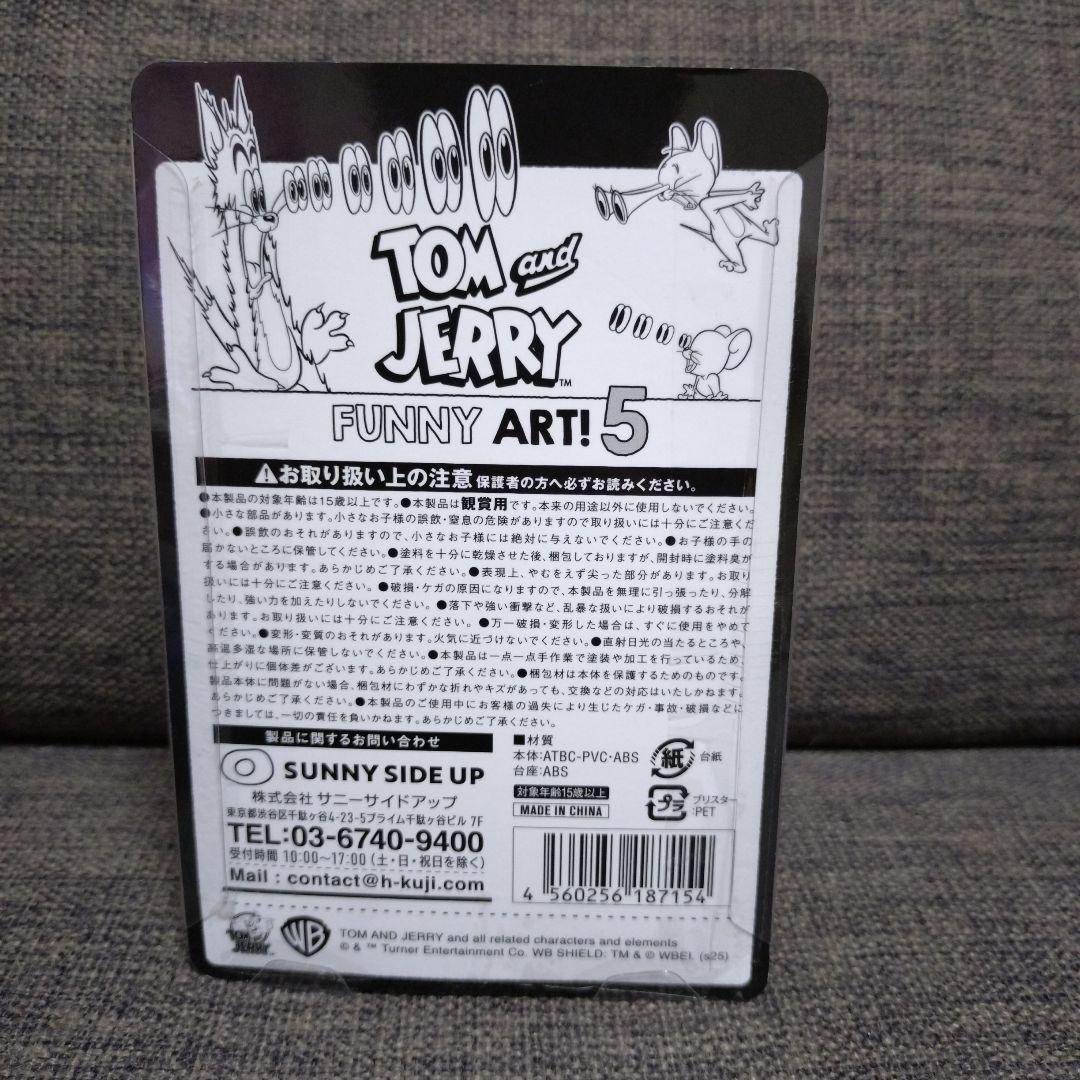 TOM and
JERRY™
FUNNY ART! 5
⚠お取り扱い上の注意 保護者の方へ必ずお読みください。
●本製品の対象年齢は15歳以上です。●本製品は観賞用です。本来の用途以外に使用しないでください。
●小さな部品があります。小さなお子様の誤飲・窒息の危険がありますので取り扱いには十分にご注意くだ
さい。●誤飲のおそれがありますので、小さなお子様には絶対に与えないでください。●お子様の手の
届かないところに保管してください。●塗料を十分に乾燥させた後、梱包しておりますが、開封時に塗料臭が
する場合があります。あらかじめご了承ください。●表現上、やむをえず尖った部分があります。お取り
扱いには十分にご注意ください。●破損・ケガの原因になりますので、本製品を無理に引っ張ったり、分解
したり、強い力を加えたりしないでください。●落下や強い衝撃など、乱暴な扱いにより破損するおそれが
あります。お取り扱いには十分にご注意ください。●万一破損・変形した場合は、すぐに使用をやめて
ください。●変形・変質のおそれがあります。火気に近づけないでください。●直射日光の当たるところや、
高温多湿な場所に保管しないでください。●本製品は一点一点手作業で塗装や加工を行っているため、
仕上がりに個体差がございます。あらかじめご了承ください。●梱包材は本体を保護するためのものです。
製品本体に問題がない場合、梱包材にわずかな折れやキズがあっても、交換などの対応はいたしかねます。
あらかじめご了承ください。●本製品のご使用中にお客様の過失により生じたケガ・事故・破損などに
つきましては、一切の責任を負いかねます。あらかじめご了承ください。
製品に関するお問い合わせ
SUNNY SIDE UP
株式会社 サニーサイドアップ
東京都渋谷区千駄ヶ谷4-23-5プライム千駄ヶ谷ビル 7F
TEL:03-6740-9400
受付時間 10:00〜17:00（土・日・祝日を除く）
Mail : contact@h-kuji.com
■材質
本体:ATBC-PVC・ABS
台座:ABS
対象年齢15歳以上
MADE IN CHINA
紙 台紙
プラ ブリスター
:PET
4 560256 187154
TOM and JERRY
WB
TOM AND JERRY and all related characters and elements
© & ™ Turner Entertainment Co. WB SHIELD: TM & © WBEI. (s25)